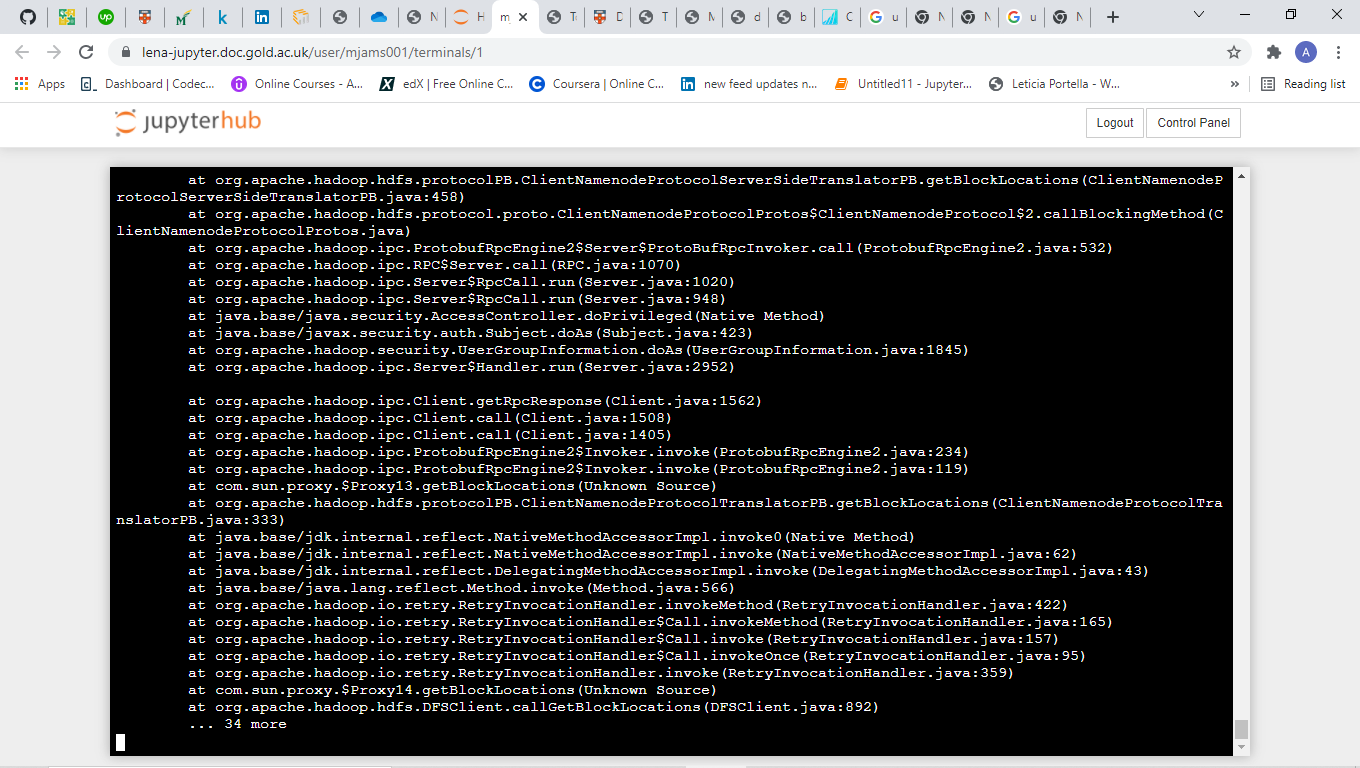 up
k
in
N
H
m
T
D
T
M
d
b
C
G u
N
N
G u
N
lena-jupyter.doc.gold.ac.uk/user/mjams001/terminals/1
A
Apps
Dashboard | Codec...
Online Courses - A...
edX | Free Online C...
Coursera | Online C...
new feed updates n...
Untitled11 - Jupyter...
Leticia Portella - W...
»
Reading list
jupyterhub
Logout
Control Panel
at org.apache.hadoop.hdfs.protocolPB.ClientNamenodeProtocolServerSideTranslatorPB.getBlockLocations(ClientNamenodeP
rotocolServerSideTranslatorPB.java:458)
at org.apache.hadoop.hdfs.protocol.proto.ClientNamenodeProtocolProtos$ClientNamenodeProtocol$2.callBlockingMethod(C
lientNamenodeProtocolProtos.java)
at org.apache.hadoop.ipc.ProtobufRpcEngine2$Server$ProtoBufRpcInvoker.call(ProtobufRpcEngine2.java:532)
at org.apache.hadoop.ipc.RPC$Server.call(RPC.java:1070)
at org.apache.hadoop.ipc.Server$RpcCall.run(Server.java:1020)
at org.apache.hadoop.ipc.Server$RpcCall.run(Server.java:948)
at java.base/java.security.AccessController.doPrivileged(Native Method)
at java.base/javax.security.auth.Subject.doAs(Subject.java:423)
at org.apache.hadoop.security.UserGroupInformation.doAs(UserGroupInformation.java:1845)
at org.apache.hadoop.ipc.Server$Handler.run(Server.java:2952)
at org.apache.hadoop.ipc.Client.getRpcResponse(Client.java:1562)
at org.apache.hadoop.ipc.Client.call(Client.java:1508)
at org.apache.hadoop.ipc.Client.call(Client.java:1405)
at org.apache.hadoop.ipc.ProtobufRpcEngine2$Invoker.invoke(ProtobufRpcEngine2.java:234)
at org.apache.hadoop.ipc.ProtobufRpcEngine2$Invoker.invoke(ProtobufRpcEngine2.java:119)
at com.sun.proxy.$Proxy13.getBlockLocations(Unknown Source)
at org.apache.hadoop.hdfs.protocolPB.ClientNamenodeProtocolTranslatorPB.getBlockLocations(ClientNamenodeProtocolTra
nslatorPB.java:333)
at java.base/jdk.internal.reflect.NativeMethodAccessorImpl.invoke0(Native Method)
at java.base/jdk.internal.reflect.NativeMethodAccessorImpl.invoke(NativeMethodAccessorImpl.java:62)
at java.base/jdk.internal.reflect.DelegatingMethodAccessorImpl.invoke(DelegatingMethodAccessorImpl.java:43)
at java.base/java.lang.reflect.Method.invoke(Method.java:566)
at org.apache.hadoop.io.retry.RetryInvocationHandler.invokeMethod(RetryInvocationHandler.java:422)
at org.apache.hadoop.io.retry.RetryInvocationHandler$Call.invokeMethod(RetryInvocationHandler.java:165)
at org.apache.hadoop.io.retry.RetryInvocationHandler$Call.invoke(RetryInvocationHandler.java:157)
at org.apache.hadoop.io.retry.RetryInvocationHandler$Call.invokeOnce(RetryInvocationHandler.java:95)
at org.apache.hadoop.io.retry.RetryInvocationHandler.invoke(RetryInvocationHandler.java:359)
at com.sun.proxy.$Proxy14.getBlockLocations(Unknown Source)
at org.apache.hadoop.hdfs.DFSClient.callGetBlockLocations(DFSClient.java:892)
... 34 more